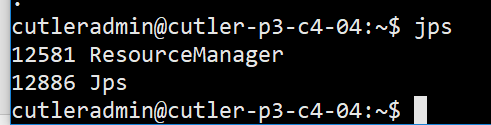 .
cutleradmin@cutler-p3-c4-04:~$ jps
12581 ResourceManager
12886 Jps
cutleradmin@cutler-p3-c4-04:~$